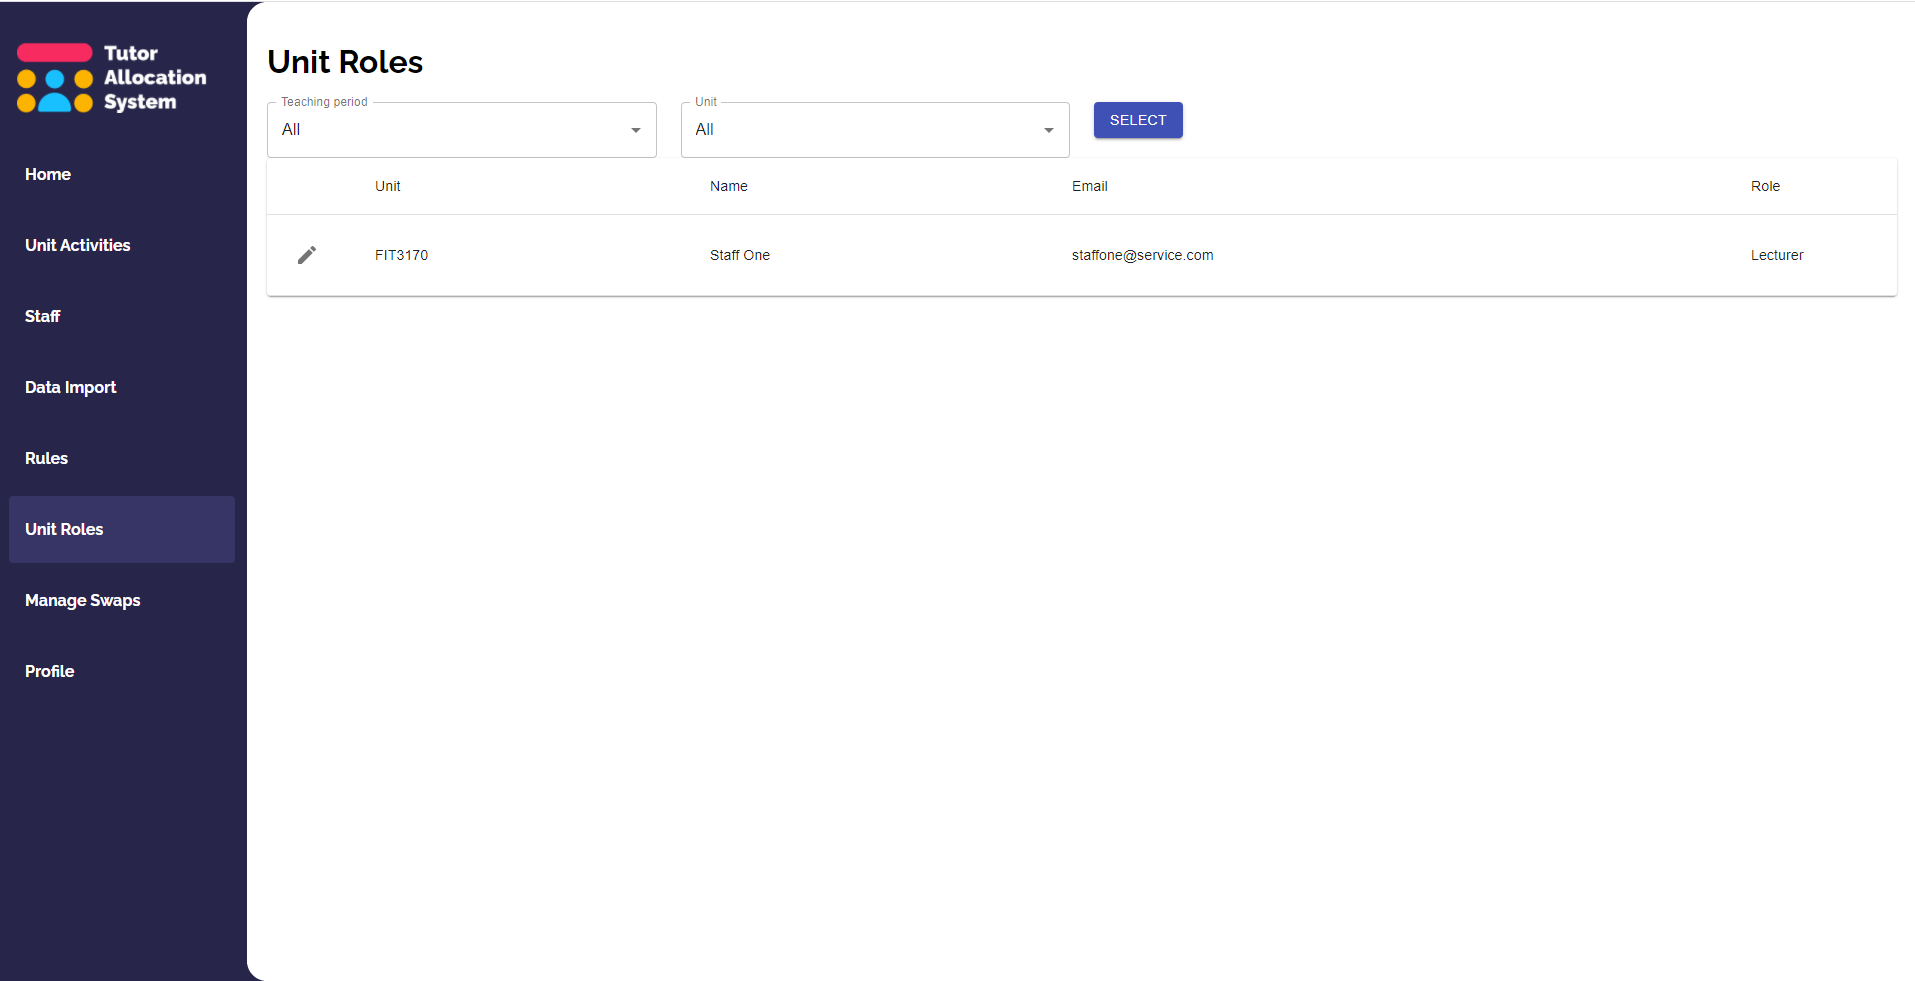 Tutor
Allocation
System
Home
Unit Activities
Staff
Data Import
Rules
Unit Roles
Manage Swaps
Profile
Unit Roles
Teaching period
All
Unit
All
SELECT
Unit Name Email Role
FIT3170 Staff One staffone@service.com Lecturer